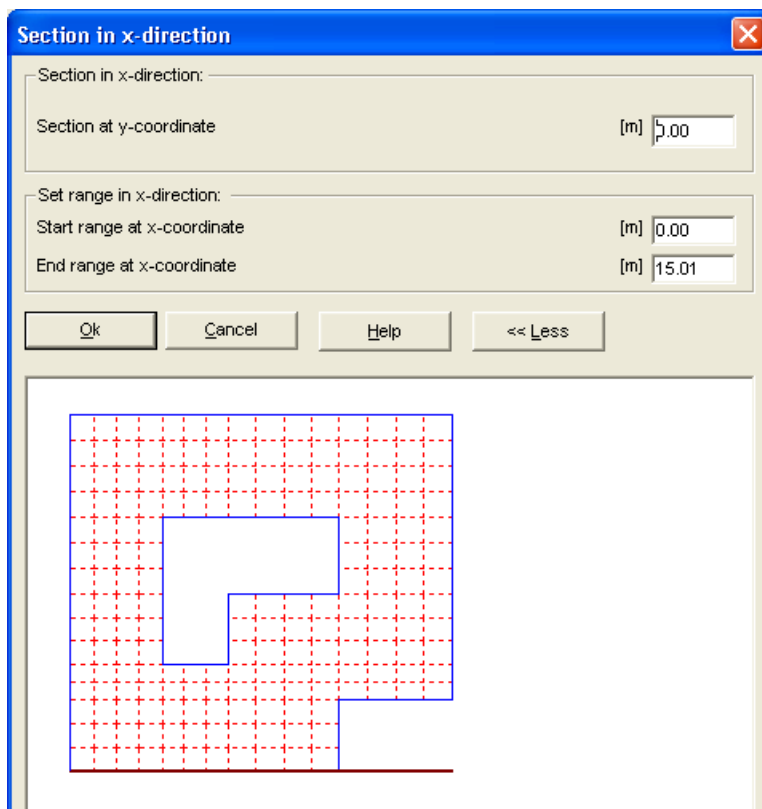 Section in x-direction
Section in x-direction:
Section at y-coordinate [m] 0.00
Set range in x-direction:
Start range at x-coordinate [m] 0.00
End range at x-coordinate [m] 15.01
Ok Cancel Help << Less